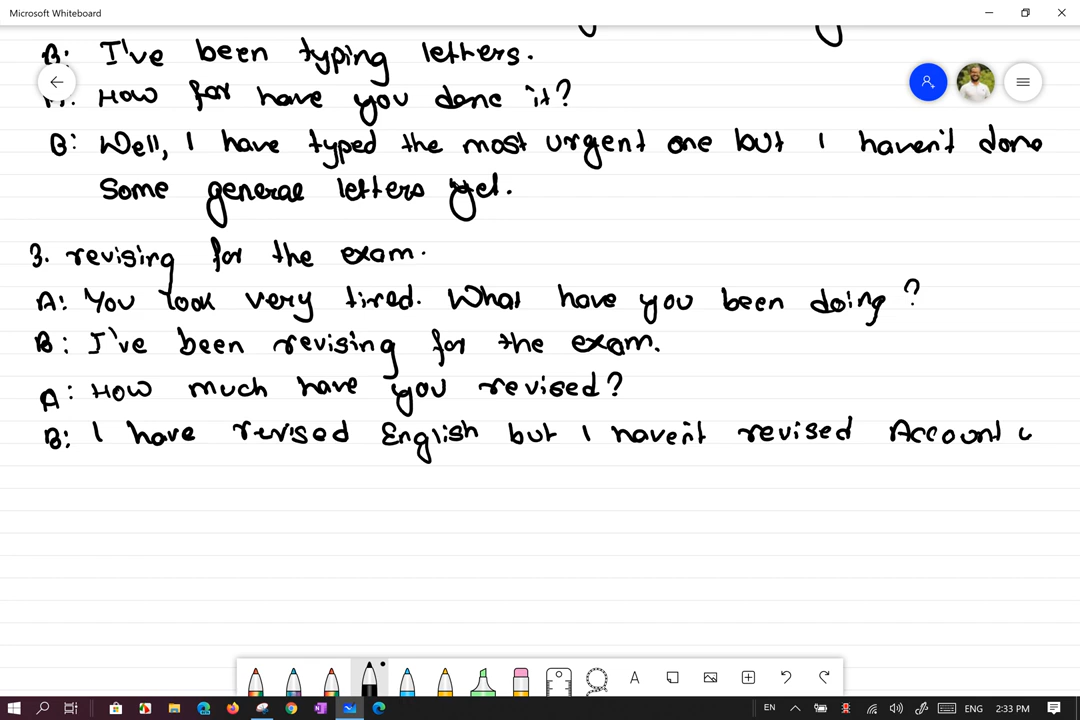 Microsoft Whiteboard
B: I've been typing letters.
A: How for have you done it?
B: Well, I have typed the most urgent one but I haven't done
some general letters yet.
3. revising for the exam.
A: You look very tired. What have you been doing?
B: I've been revising for the exam.
A: How much have you revised?
B: I have revised English but I haven't revised Account
A
EN
ENG 2:33 PM